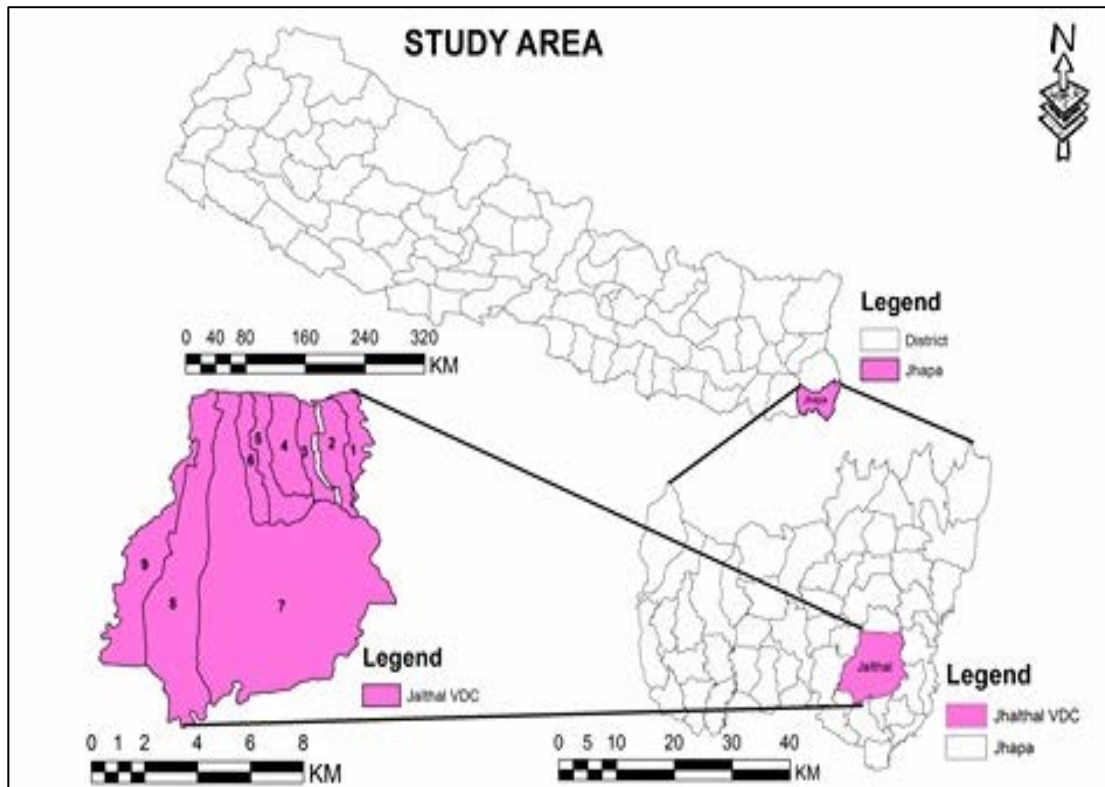 STUDY AREA
N
Legend
District
Jhapa
0 40 80 160 240 320
KM
Jhapa
5
4
3
2
1
6
9
8
7
Jalthal
Legend
Jalthal VDC
Legend
Jhalthal VDC
Jhapa
0 1 2 4 6 8
KM
0 5 10 20 30 40
KM